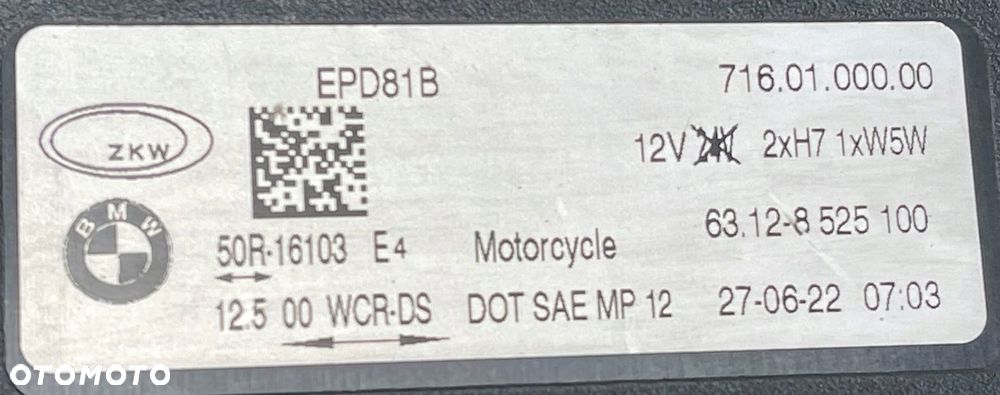 EPD81B 716.01.000.00
ZKW
12V 2xH7 1xW5W
BMW
63.12-8 525 100
50R-16103 E4 Motorcycle
12.5 00 WCR-DS DOT SAE MP 12 27-06-22 07:03
OTOMOTO